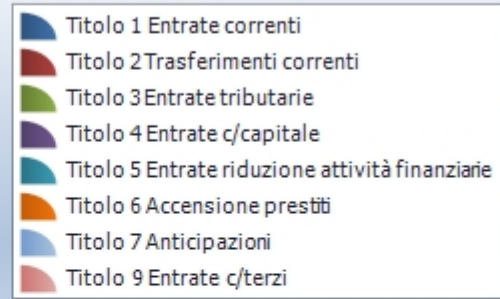 Titolo 1 Entrate correnti
Titolo 2 Trasferimenti correnti
Titolo 3 Entrate tributarie
Titolo 4 Entrate c/capitale
Titolo 5 Entrate riduzione attività finanziarie
Titolo 6 Accensione prestiti
Titolo 7 Anticipazioni
Titolo 9 Entrate c/terzi